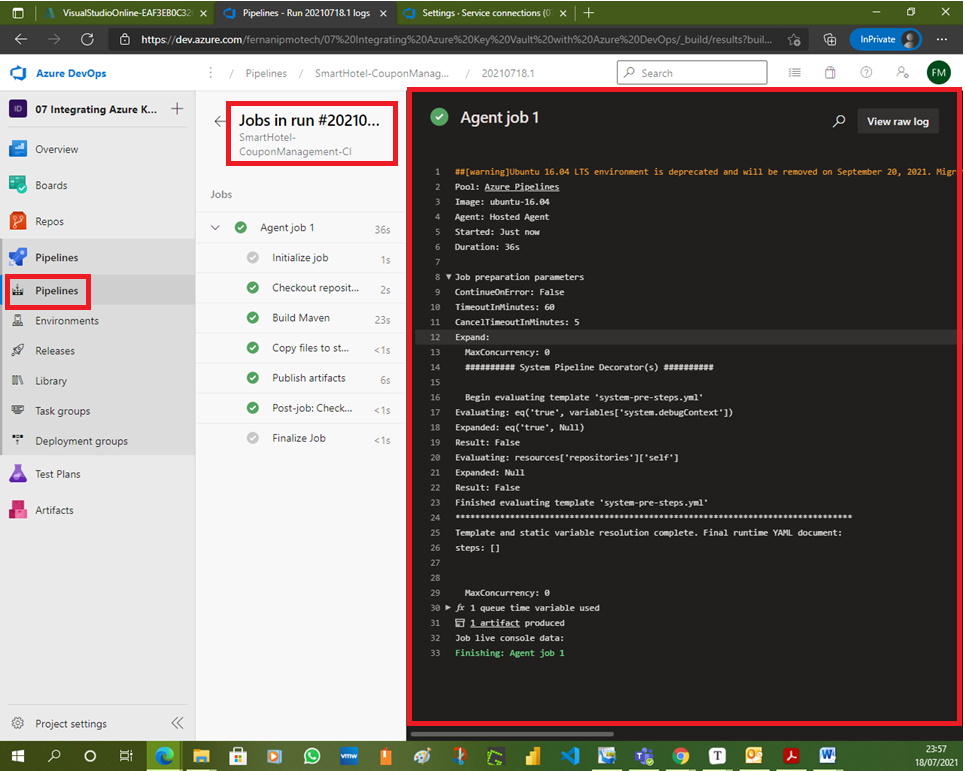 VisualStudioOnline-EAF3EB0C32
Pipelines - Run 20210718.1 logs
Settings · Service connections (0
https://dev.azure.com/fernanipmotech/07%20Integrating%20Azure%20Key%20Vault%20with%20Azure%20DevOps/_build/results?buil...
InPrivate
Azure DevOps
/ Pipelines / SmartHotel-CouponManag... / 20210718.1
Search
FM
ID
07 Integrating Azure K...
Overview
Boards
Repos
Pipelines
Pipelines
Environments
Releases
Library
Task groups
Deployment groups
Test Plans
Artifacts
Project settings
Jobs in run #20210...
SmartHotel-
CouponManagement-CI
Jobs
Agent job 1 36s
Initialize job 1s
Checkout reposit... 2s
Build Maven 23s
Copy files to st... <1s
Publish artifacts 6s
Post-job: Check... <1s
Finalize Job <1s
Agent job 1
View raw log
1 ##[warning]Ubuntu 16.04 LTS environment is deprecated and will be removed on September 20, 2021. Migr
2 Pool: Azure Pipelines
3 Image: ubuntu-16.04
4 Agent: Hosted Agent
5 Started: Just now
6 Duration: 36s
7
8 Job preparation parameters
9 ContinueOnError: False
10 TimeoutInMinutes: 60
11 CancelTimeoutInMinutes: 5
12 Expand:
13 MaxConcurrency: 0
14 ########## System Pipeline Decorator(s) ##########
15
16 Begin evaluating template 'system-pre-steps.yml'
17 Evaluating: eq('true', variables['system.debugContext'])
18 Expanded: eq('true', Null)
19 Result: False
20 Evaluating: resources['repositories']['self']
21 Expanded: Null
22 Result: False
23 Finished evaluating template 'system-pre-steps.yml'
24 ********************************************************************************
25 Template and static variable resolution complete. Final runtime YAML document:
26 steps: []
27
28
29 MaxConcurrency: 0
30 fx 1 queue time variable used
31 1 artifact produced
32 Job live console data:
33 Finishing: Agent job 1
vmw
T
W
23:57
18/07/2021